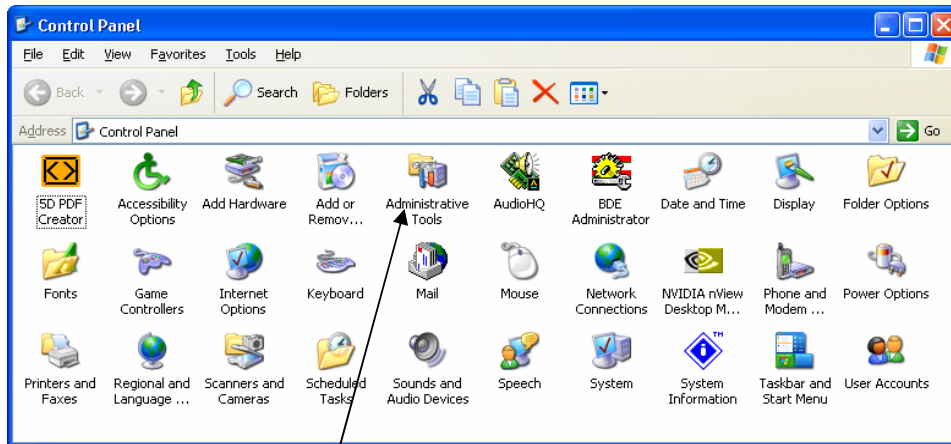 Control Panel
File Edit View Favorites Tools Help
Back Search Folders
Address Control Panel Go
5D PDF Creator
Accessibility Options
Add Hardware
Add or Remov...
Administrative Tools
AudioHQ
BDE Administrator
Date and Time
Display
Folder Options
Fonts
Game Controllers
Internet Options
Keyboard
Mail
Mouse
Network Connections
NVIDIA nView Desktop M...
Phone and Modem ...
Power Options
Printers and Faxes
Regional and Language ...
Scanners and Cameras
Scheduled Tasks
Sounds and Audio Devices
Speech
System
TM
System Information
Taskbar and Start Menu
User Accounts